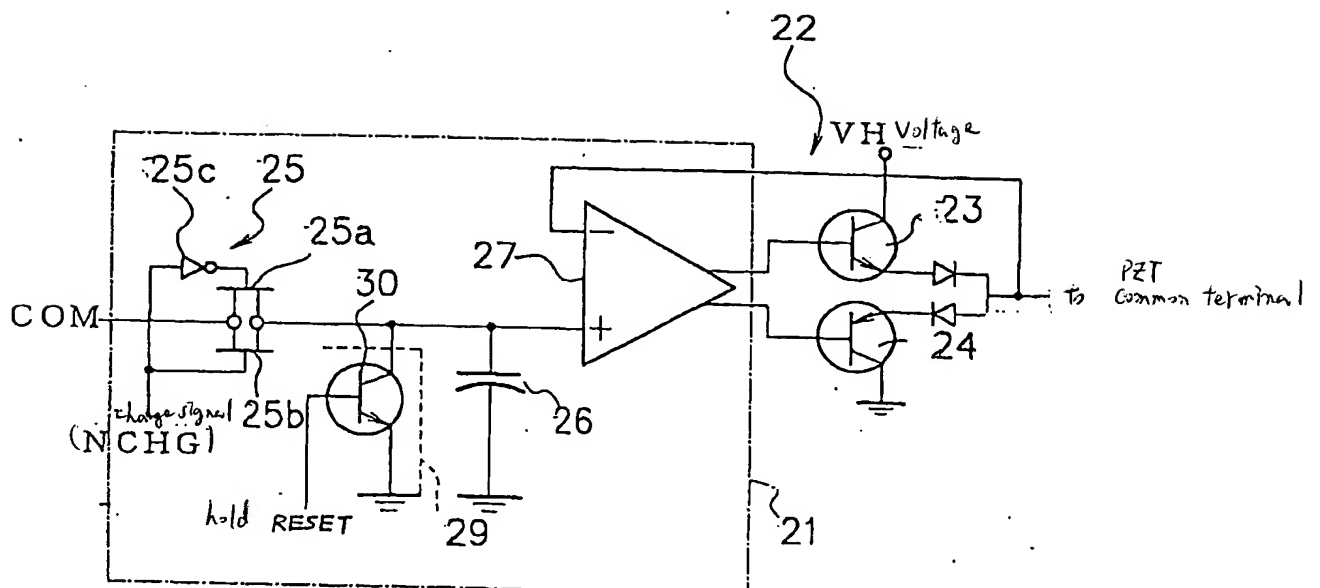 22
VH Voltage
25c
25
25a
23
27
−
30
PZT
COM
to common terminal
+
24
25b
26
charge signal
(NCHG)
hold RESET
29
21